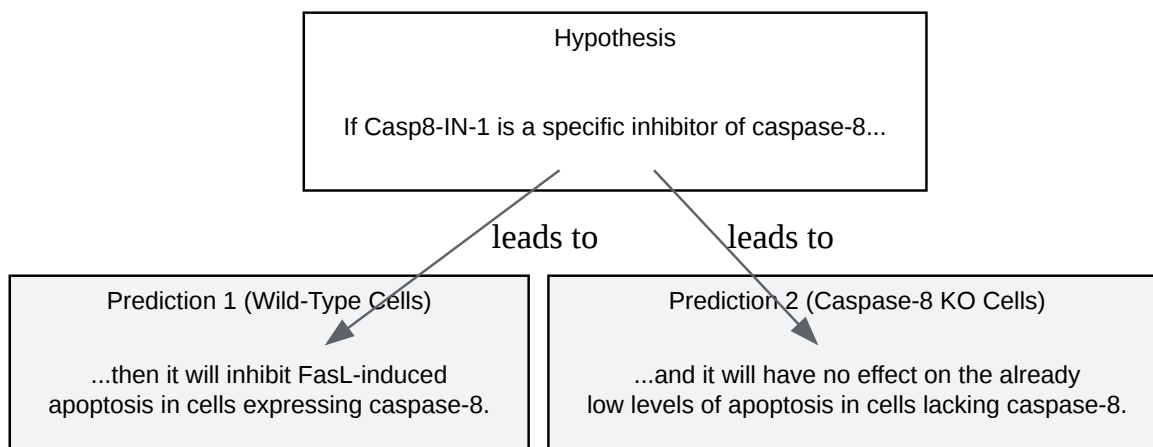 Hypothesis
If Casp8-IN-1 is a specific inhibitor of caspase-8...
leads to
leads to
Prediction 1 (Wild-Type Cells)
...then it will inhibit FasL-induced
apoptosis in cells expressing caspase-8.
Prediction 2 (Caspase-8 KO Cells)
...and it will have no effect on the already
low levels of apoptosis in cells lacking caspase-8.